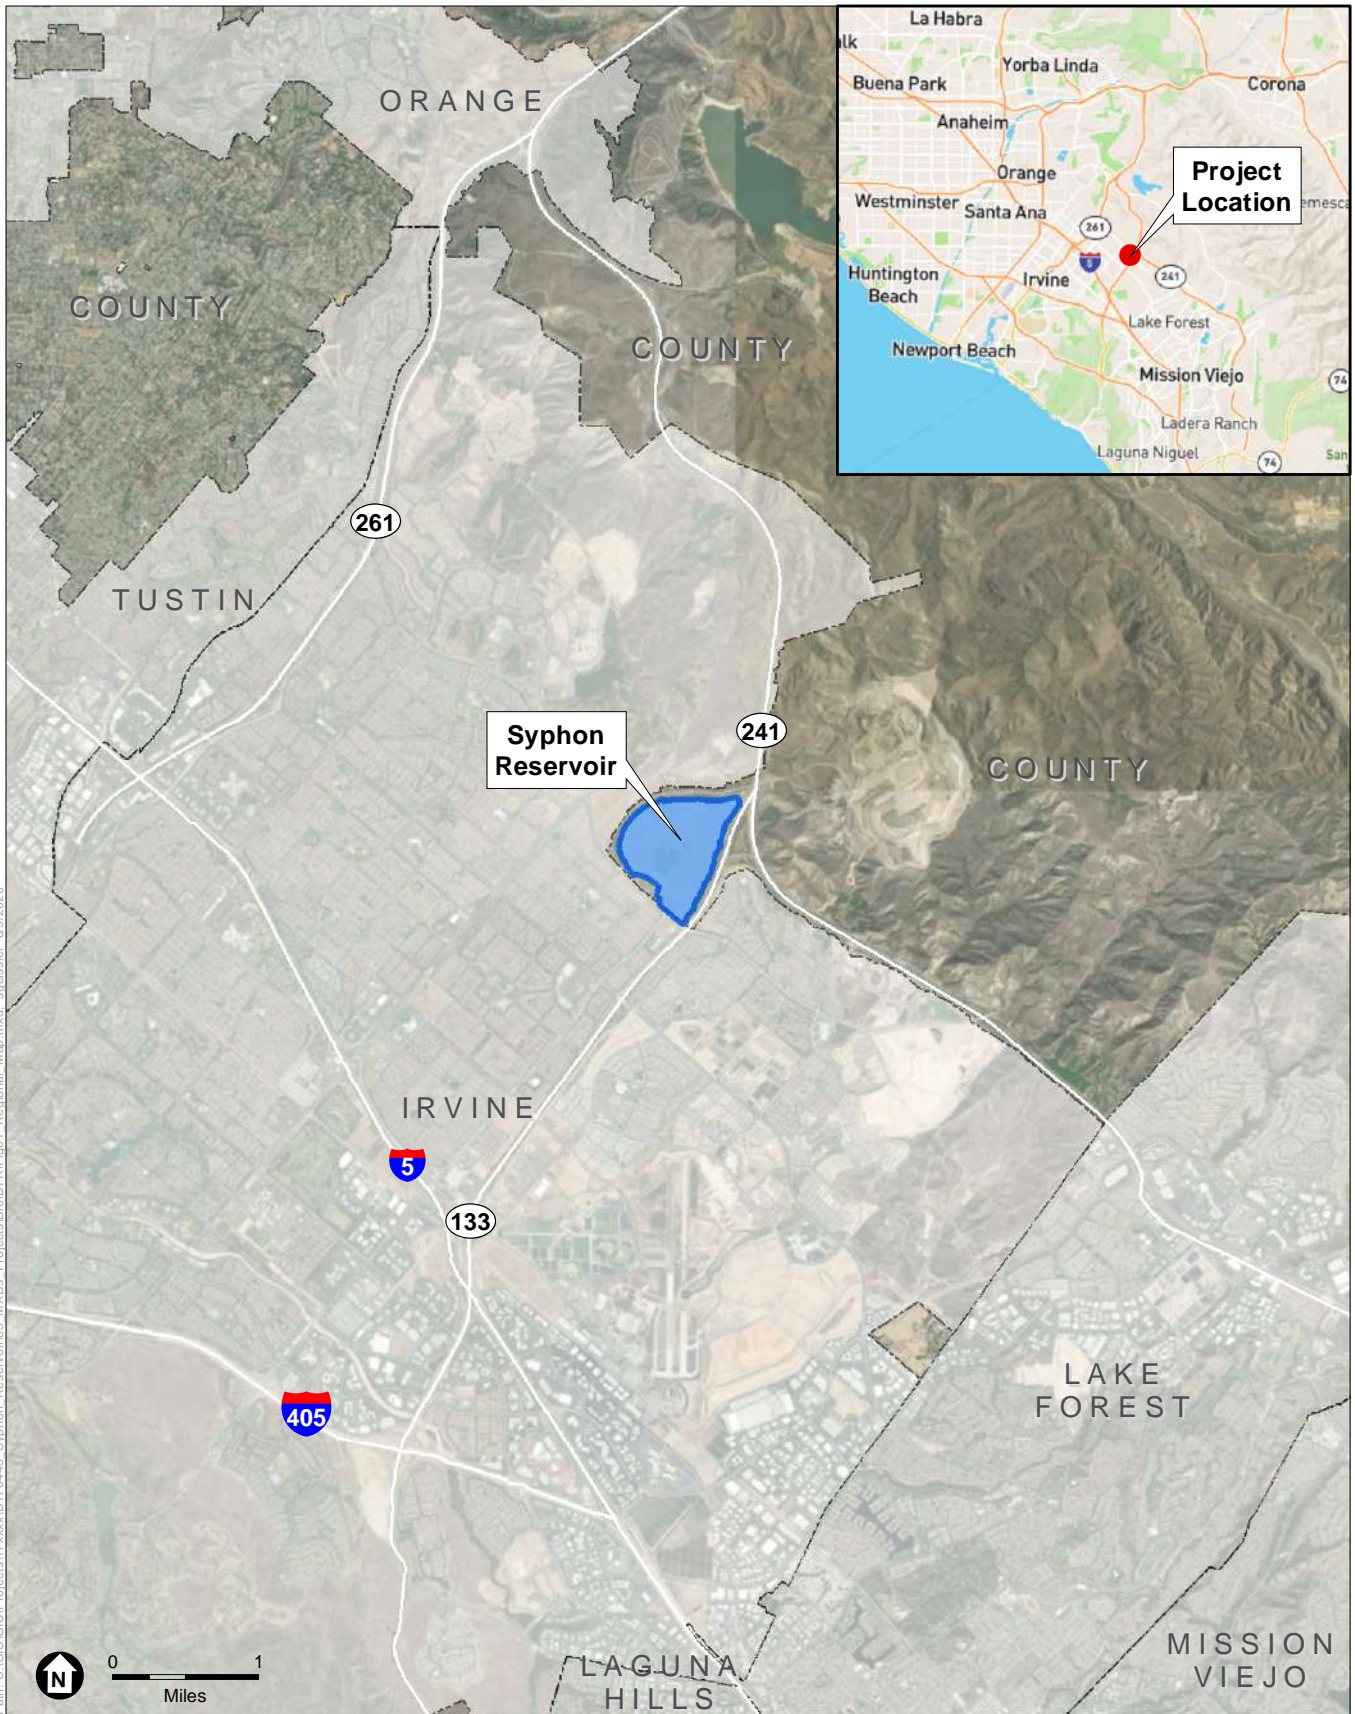 ORANGE
COUNTY
COUNTY
261
TUSTIN
Syphon
Reservoir
241
COUNTY
IRVINE
5
133
405
LAKE
FOREST
MISSION
VIEJO
LAGUNA
HILLS
N
0 1
Miles
La Habra
Yorba Linda
Buena Park
Corona
Anaheim
Orange
Project
Location
Westminster
Santa Ana
261
5
241
Huntington
Beach
Irvine
Lake Forest
Newport Beach
Mission Viejo
74
Ladera Ranch
Laguna Niguel
74
San